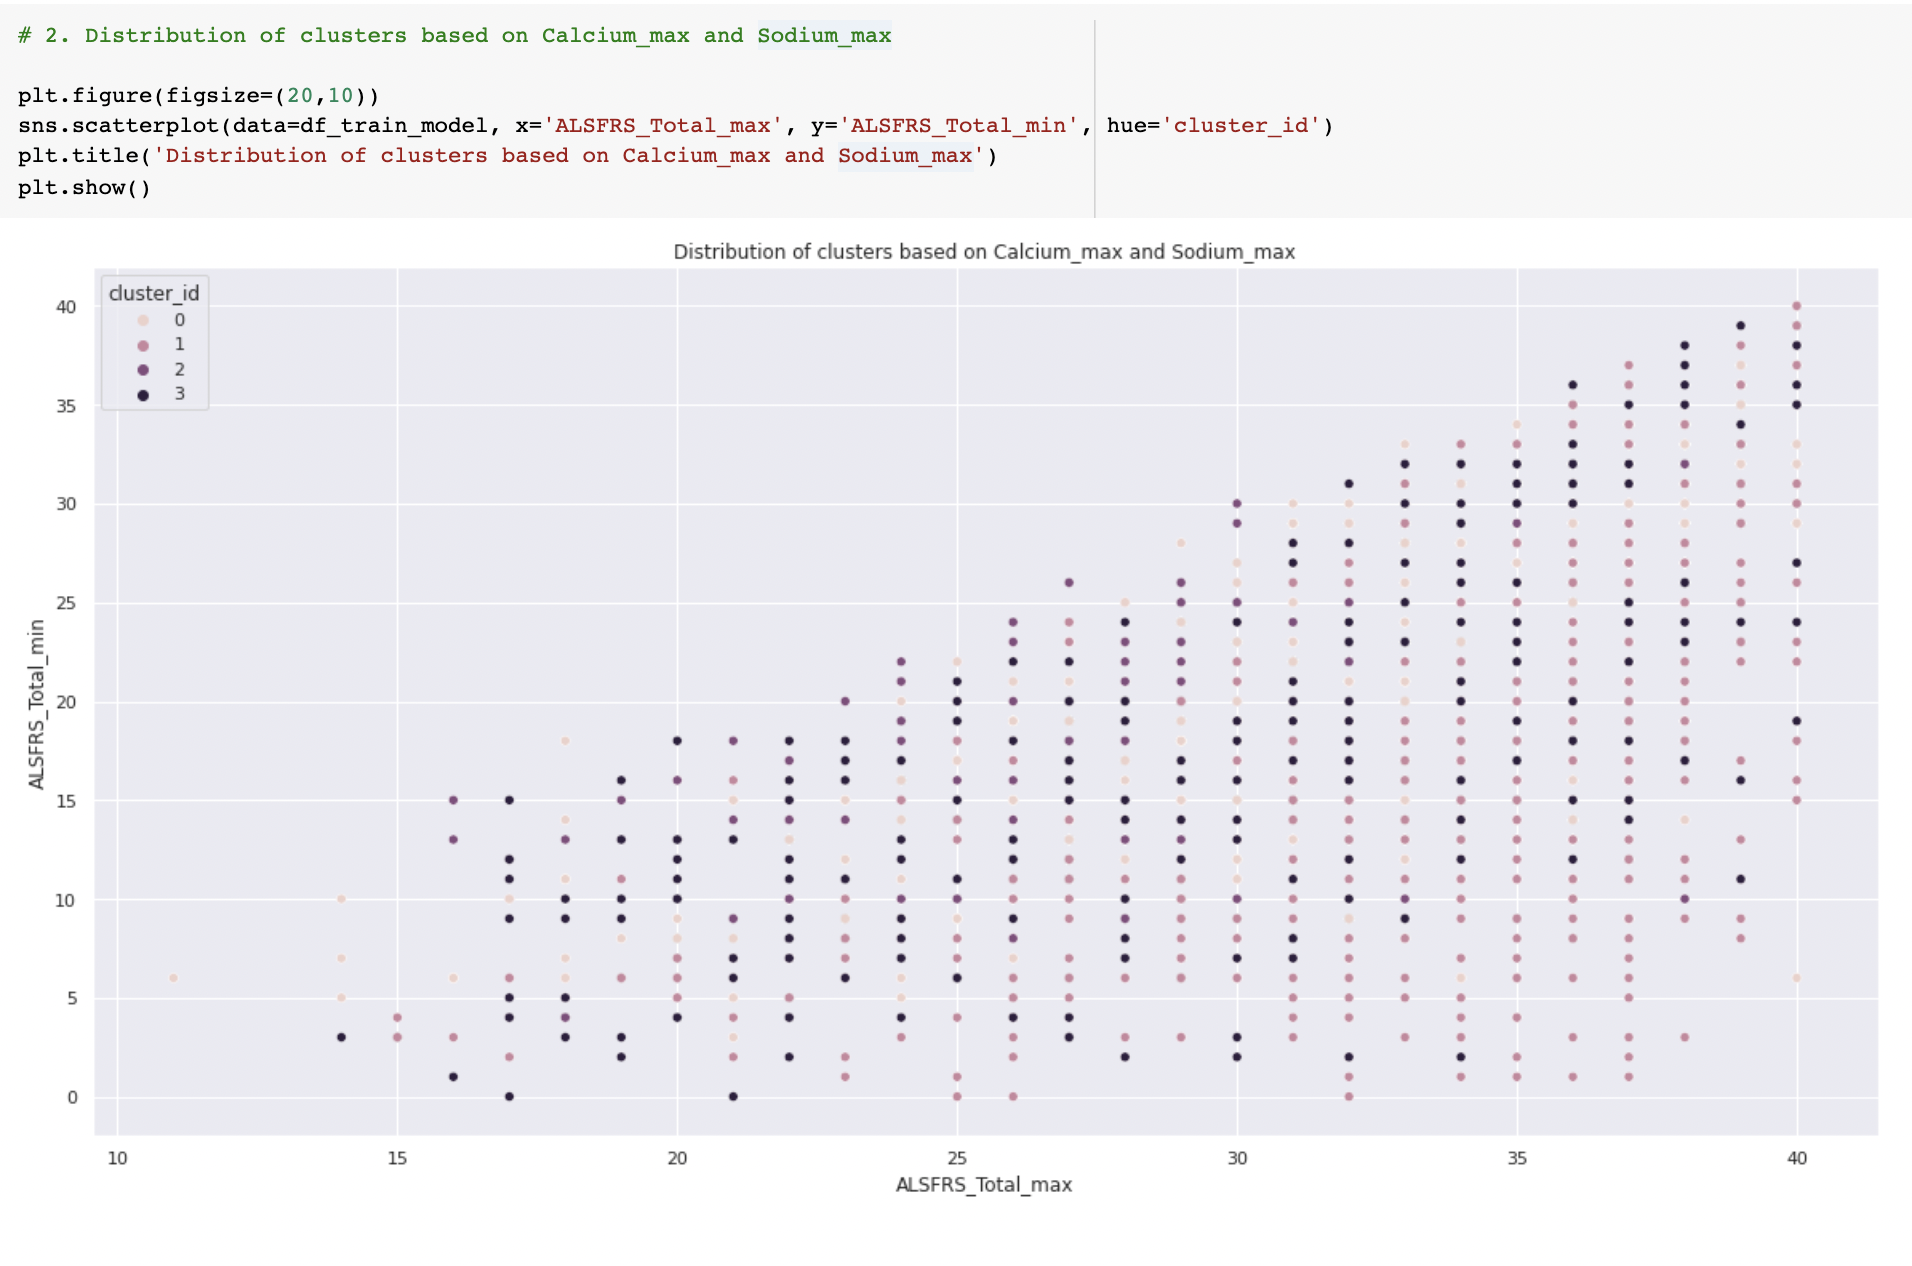 # 2. Distribution of clusters based on Calcium_max and Sodium_max
plt.figure(figsize=(20,10))
sns.scatterplot(data=df_train_model, x='ALSFRS_Total_max', y='ALSFRS_Total_min', hue='cluster_id')
plt.title('Distribution of clusters based on Calcium_max and Sodium_max')
plt.show()
Distribution of clusters based on Calcium_max and Sodium_max
cluster_id
0
1
2
3
40
35
30
25
20
15
10
5
0
ALSFRS_Total_min
10 15 20 25 30 35 40
ALSFRS_Total_max